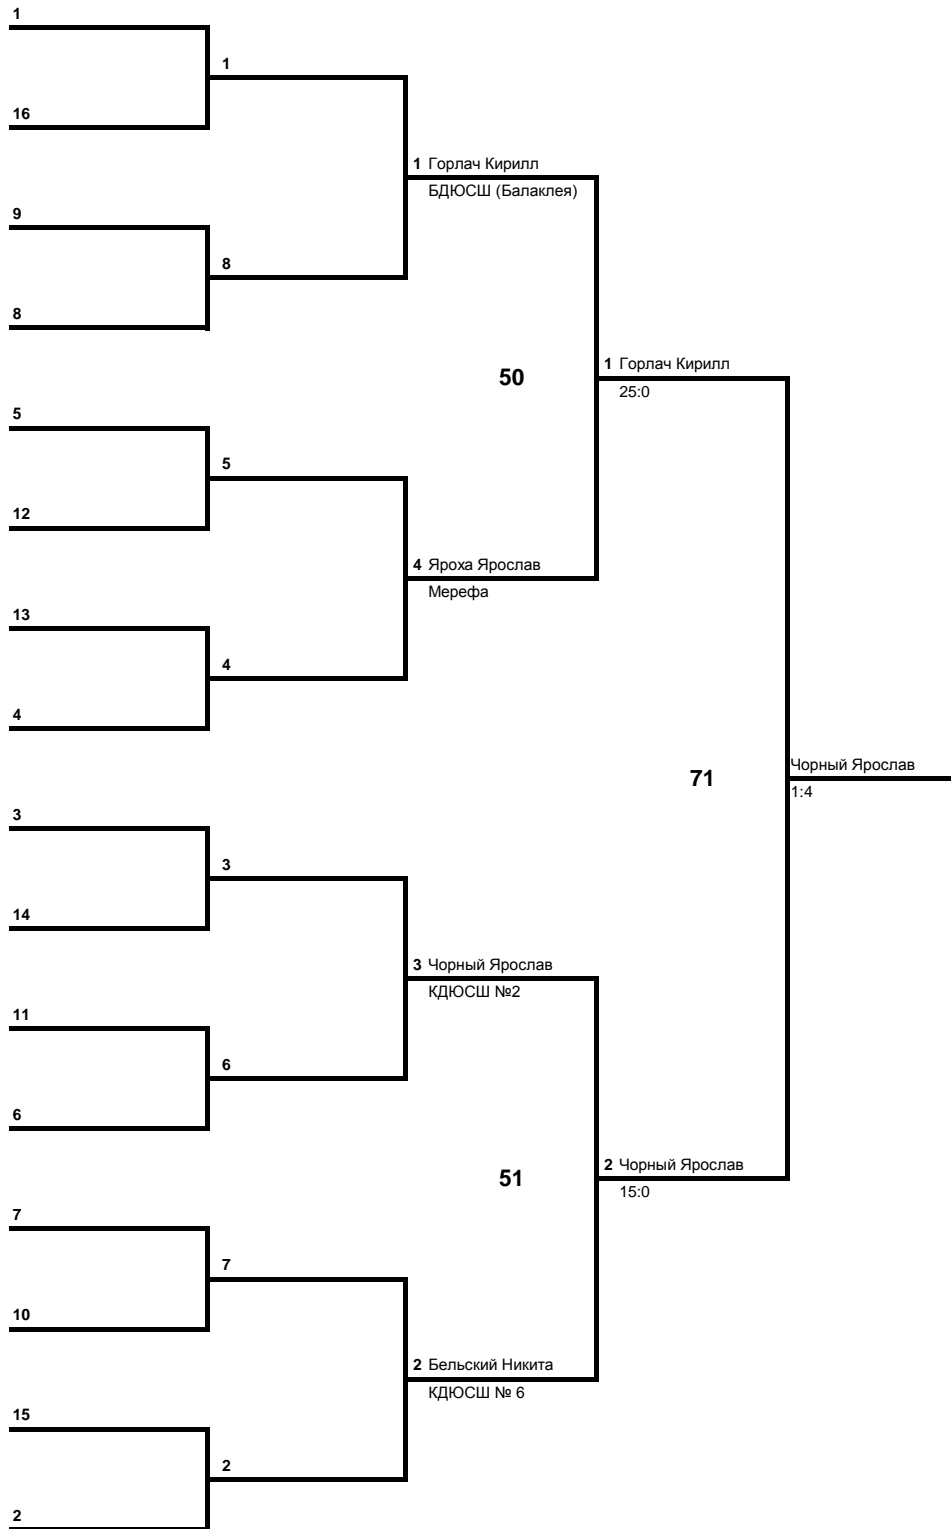 1
1
16
1 Горлач Кирилл
БДЮСШ (Балаклея)
9
8
8
1 Горлач Кирилл
50
25:0
5
5
12
4 Яроха Ярослав
Мерефа
13
4
4
Чорный Ярослав
71
1:4
3
3
14
3 Чорный Ярослав
КДЮСШ №2
11
6
6
2 Чорный Ярослав
51
15:0
7
7
10
2 Бельский Никита
КДЮСШ № 6
15
2
2